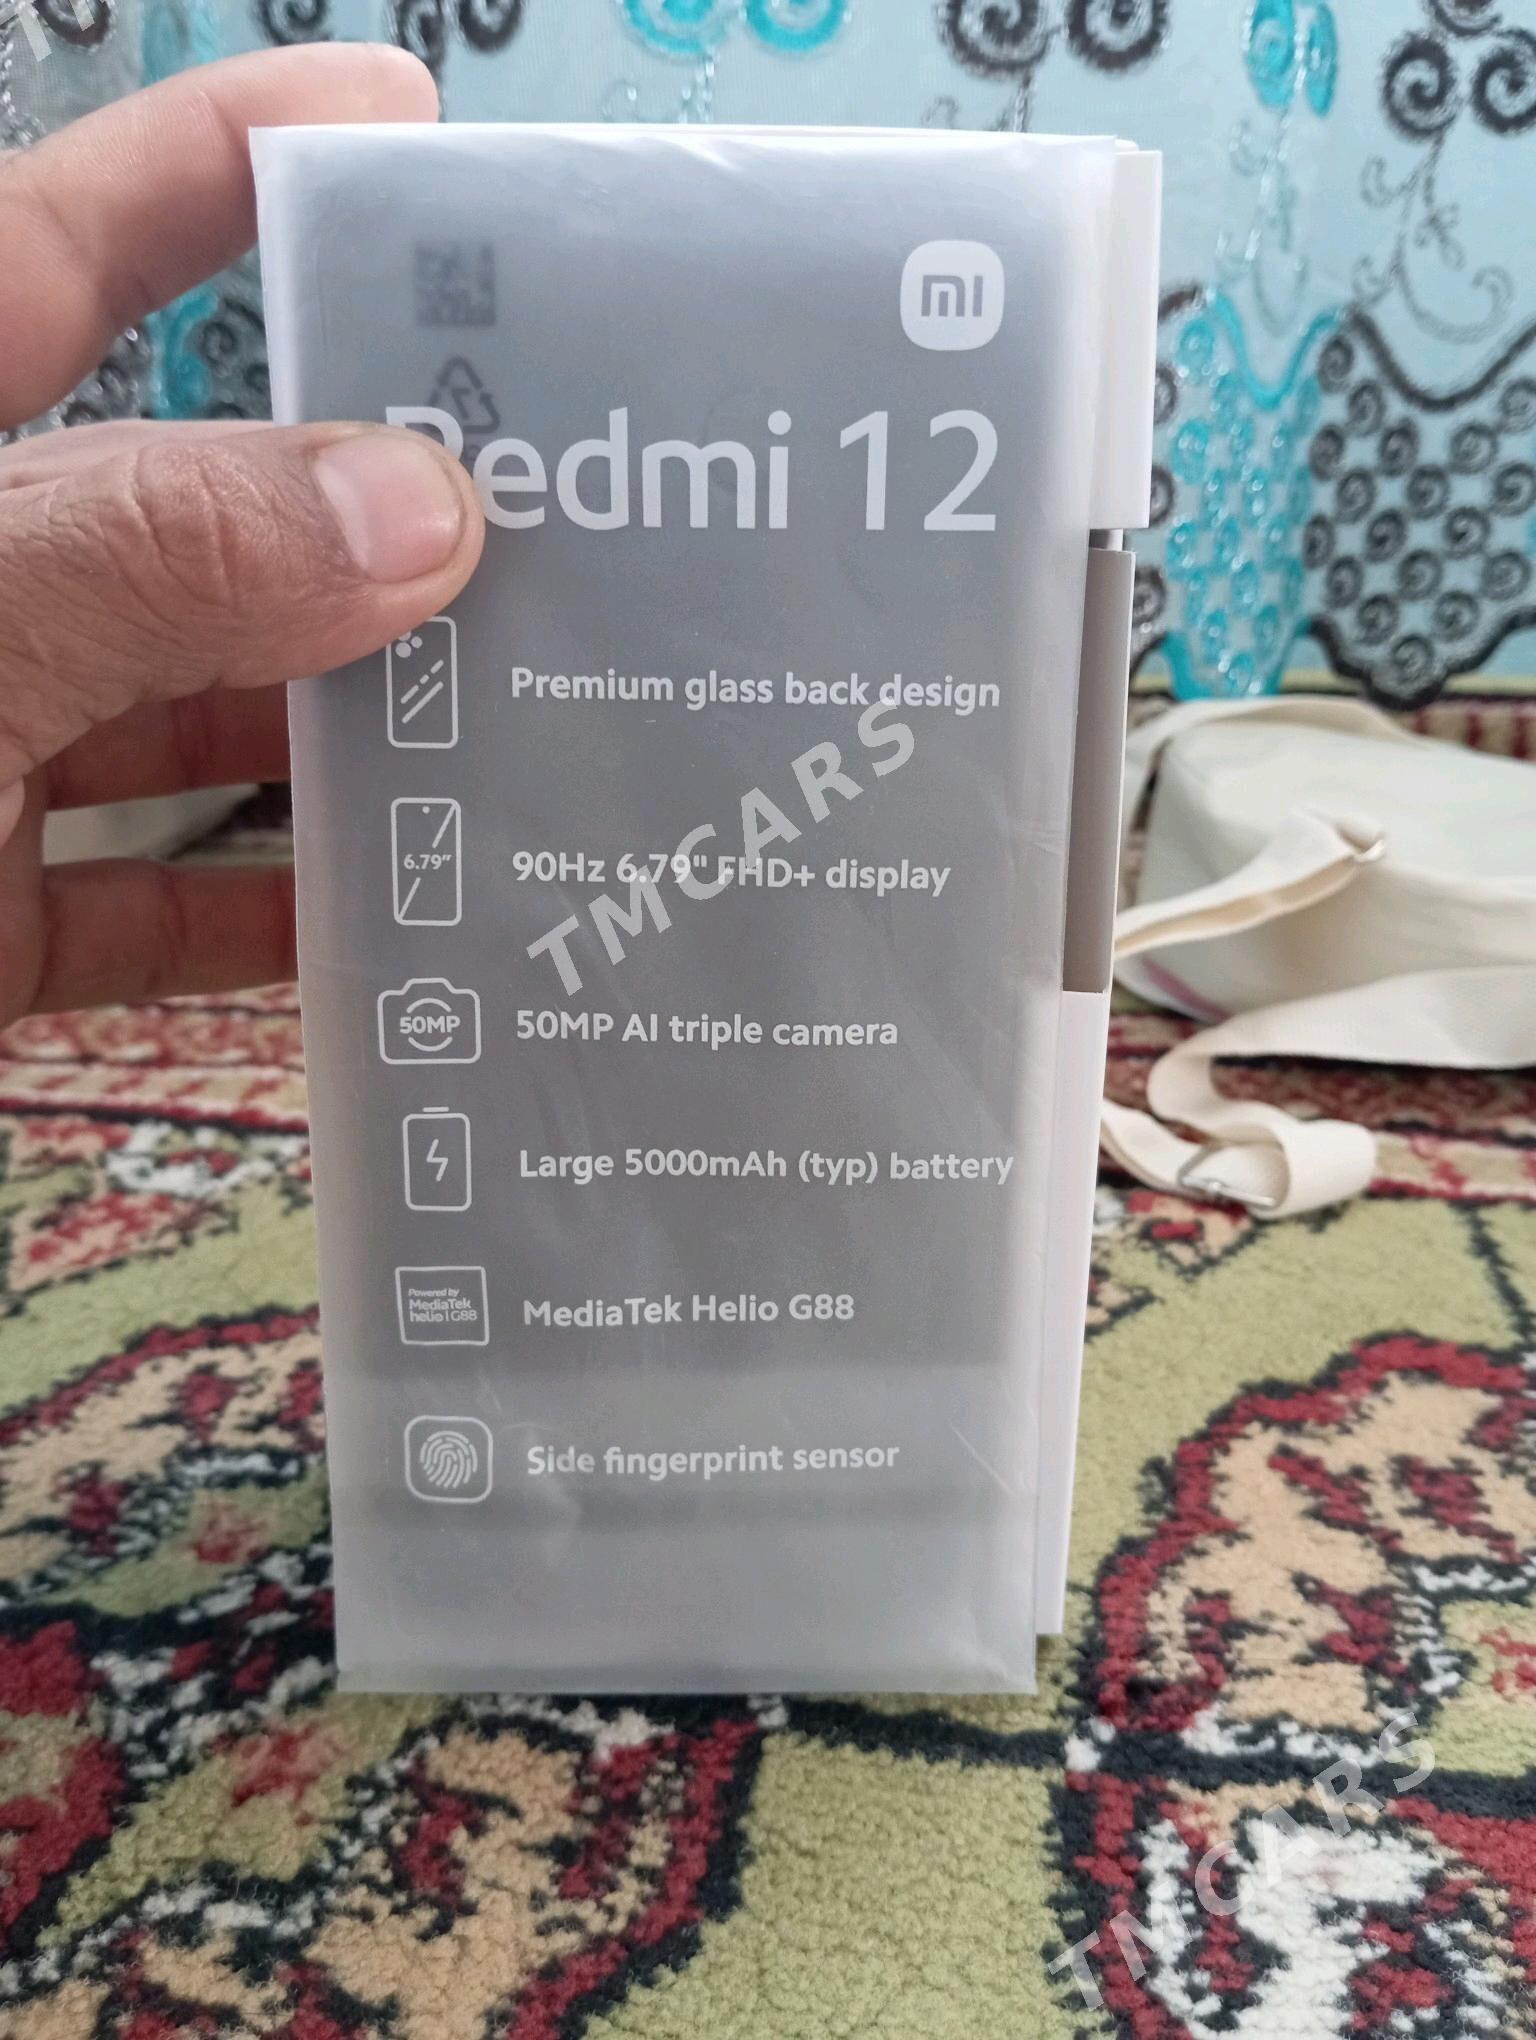 mi
Redmi 12
Premium glass back design
6.79"
90Hz 6.79" FHD+ display
50MP
50MP AI triple camera
Large 5000mAh (typ) battery
Powered by
MediaTek
helio | G88
MediaTek Helio G88
Side fingerprint sensor
TMCARS
TMCARS